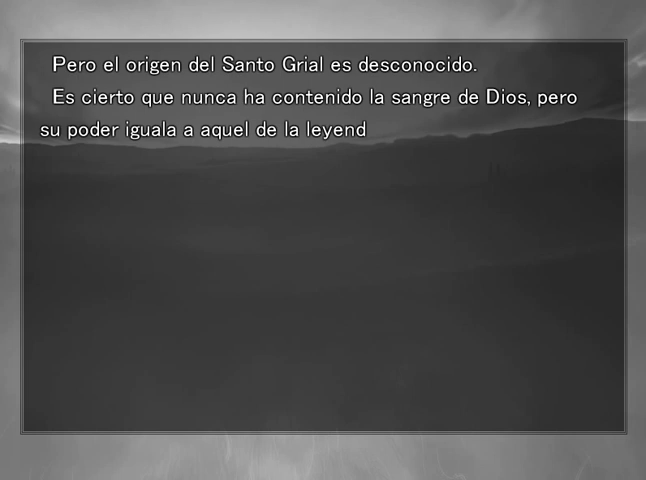 Pero el origen del Santo Grial es desconocido.
Es cierto que nunca ha contenido la sangre de Dios, pero
su poder iguala a aquel de la leyend